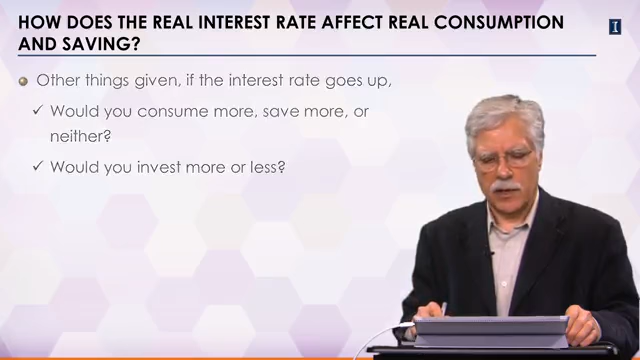 HOW DOES THE REAL INTEREST RATE AFFECT REAL CONSUMPTION
AND SAVING?
I
Other things given, if the interest rate goes up,
✓ Would you consume more, save more, or
neither?
✓ Would you invest more or less?